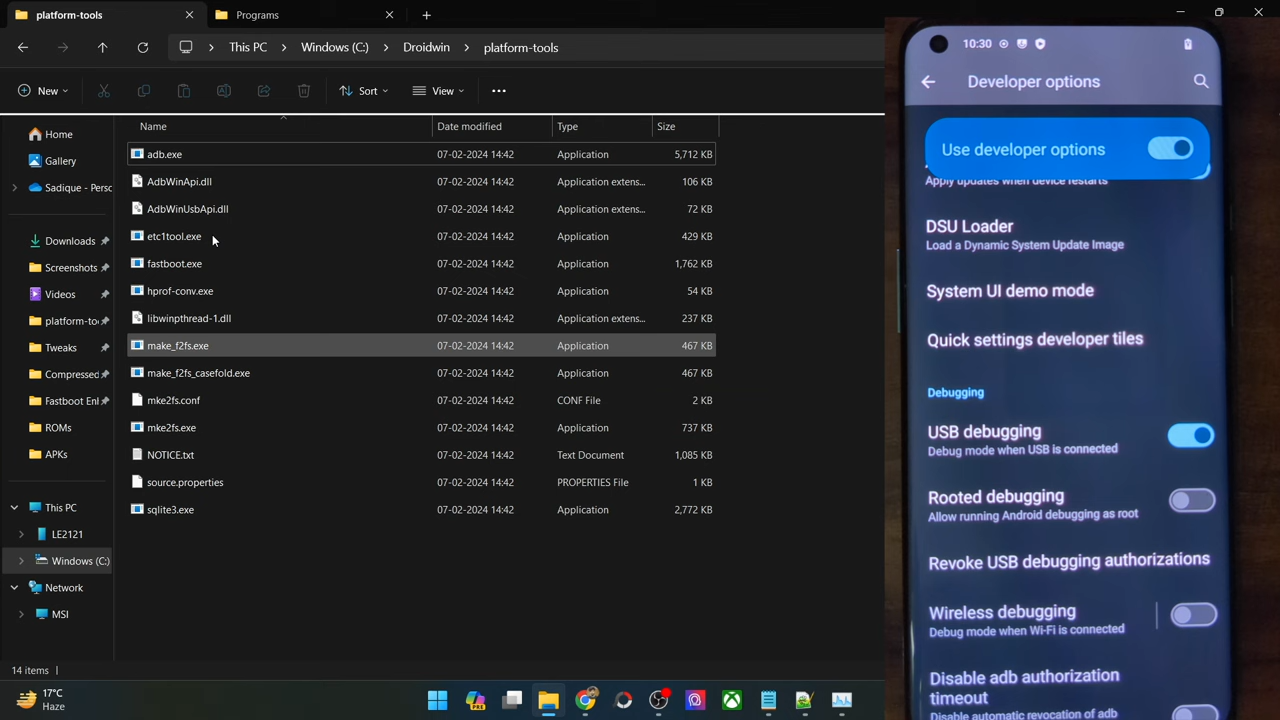 platform-tools
Programs
This PC > Windows (C:) > Droidwin > platform-tools
New
Sort
View
Name Date modified Type Size
adb.exe 07-02-2024 14:42 Application 5,712 KB
AdbWinApi.dll 07-02-2024 14:42 Application extens... 106 KB
AdbWinUsbApi.dll 07-02-2024 14:42 Application extens... 72 KB
etc1tool.exe 07-02-2024 14:42 Application 429 KB
fastboot.exe 07-02-2024 14:42 Application 1,762 KB
hprof-conv.exe 07-02-2024 14:42 Application 54 KB
libwinpthread-1.dll 07-02-2024 14:42 Application extens... 237 KB
make_f2fs.exe 07-02-2024 14:42 Application 467 KB
make_f2fs_casefold.exe 07-02-2024 14:42 Application 467 KB
mke2fs.conf 07-02-2024 14:42 CONF File 2 KB
mke2fs.exe 07-02-2024 14:42 Application 737 KB
NOTICE.txt 07-02-2024 14:42 Text Document 1,085 KB
source.properties 07-02-2024 14:42 PROPERTIES File 1 KB
sqlite3.exe 07-02-2024 14:42 Application 2,772 KB
Home
Gallery
Sadique - Persc
Downloads
Screenshots
Videos
platform-to
Tweaks
Compressed
Fastboot Enl
ROMs
APKs
This PC
LE2121
Windows (C:)
Network
MSI
14 items
17°C
Haze
10:30
Developer options
Use developer options
Apply updates when device restarts
DSU Loader
Load a Dynamic System Update Image
System UI demo mode
Quick settings developer tiles
Debugging
USB debugging
Debug mode when USB is connected
Rooted debugging
Allow running Android debugging as root
Revoke USB debugging authorizations
Wireless debugging
Debug mode when Wi-Fi is connected
Disable adb authorization
timeout
Disable automatic revocation of adb